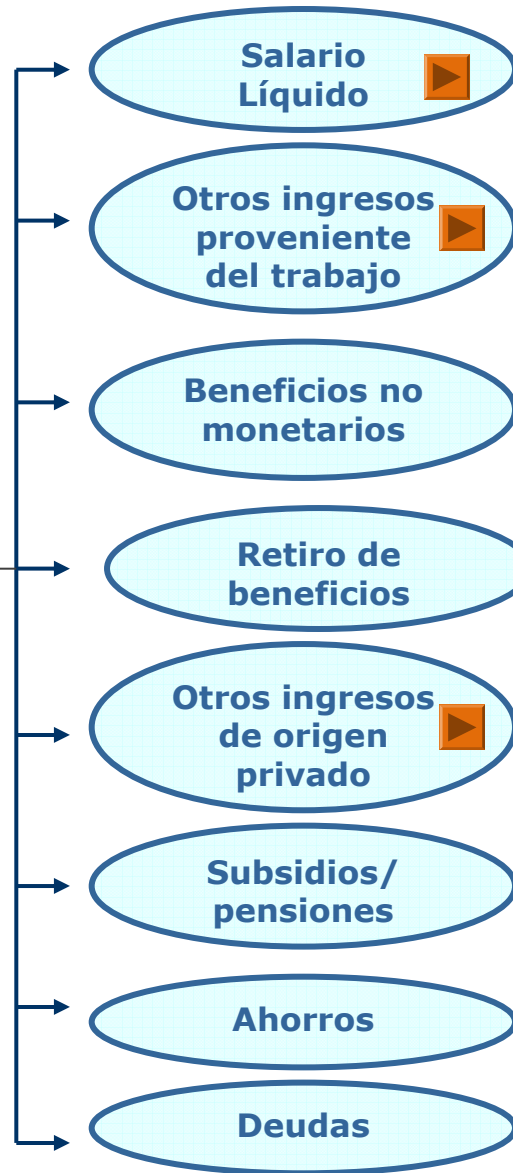 Salario
Líquido
Otros ingresos
proveniente
del trabajo
Beneficios no
monetarios
Retiro de
beneficios
Otros ingresos
de origen
privado
Subsidios/
pensiones
Ahorros
Deudas